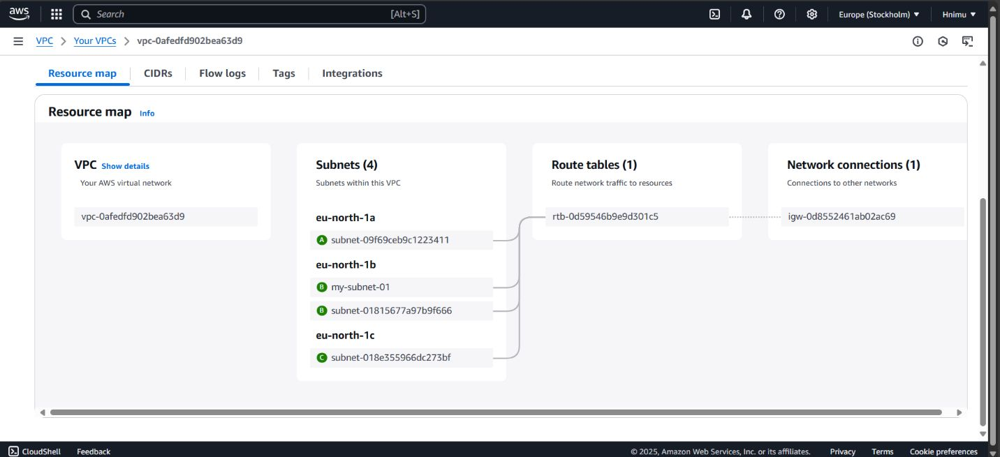 aws
Search [Alt+S]
Europe (Stockholm)
Hnimu
VPC
Your VPCs
vpc-0afedfd902bea63d9
Resource map
CIDRs
Flow logs
Tags
Integrations
Resource map Info
VPC Show details
Your AWS virtual network
vpc-0afedfd902bea63d9
Subnets (4)
Subnets within this VPC
eu-north-1a
A subnet-09f69ceb9c1223411
eu-north-1b
B my-subnet-01
B subnet-01815677a97b9f666
eu-north-1c
C subnet-018e355966dc273bf
Route tables (1)
Route network traffic to resources
rtb-0d59546b9e9d301c5
Network connections (1)
Connections to other networks
igw-0d8552461ab02ac69
CloudShell
Feedback
© 2025, Amazon Web Services, Inc. or its affiliates.
Privacy
Terms
Cookie preferences